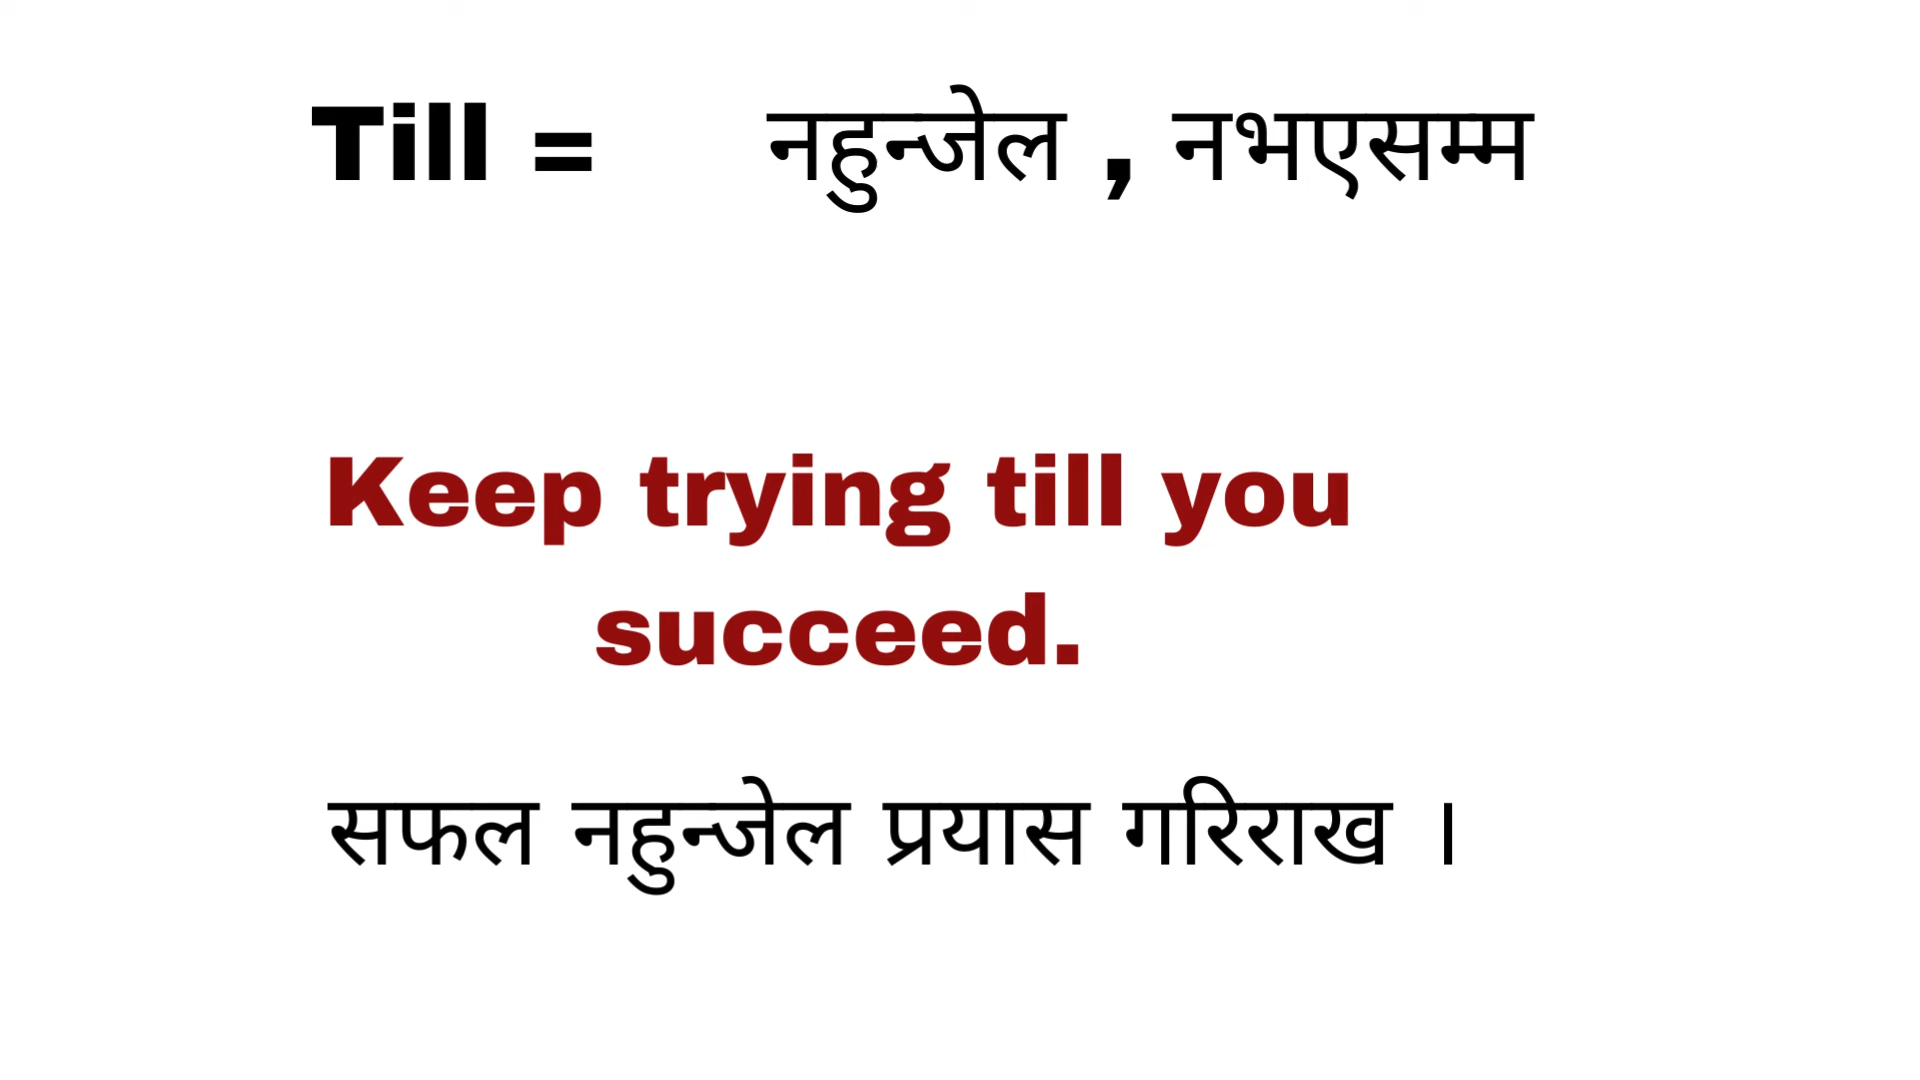 Till = नहुन्जेल , नभएसम्म
Keep trying till you
succeed.
सफल नहुन्जेल प्रयास गरिराख ।